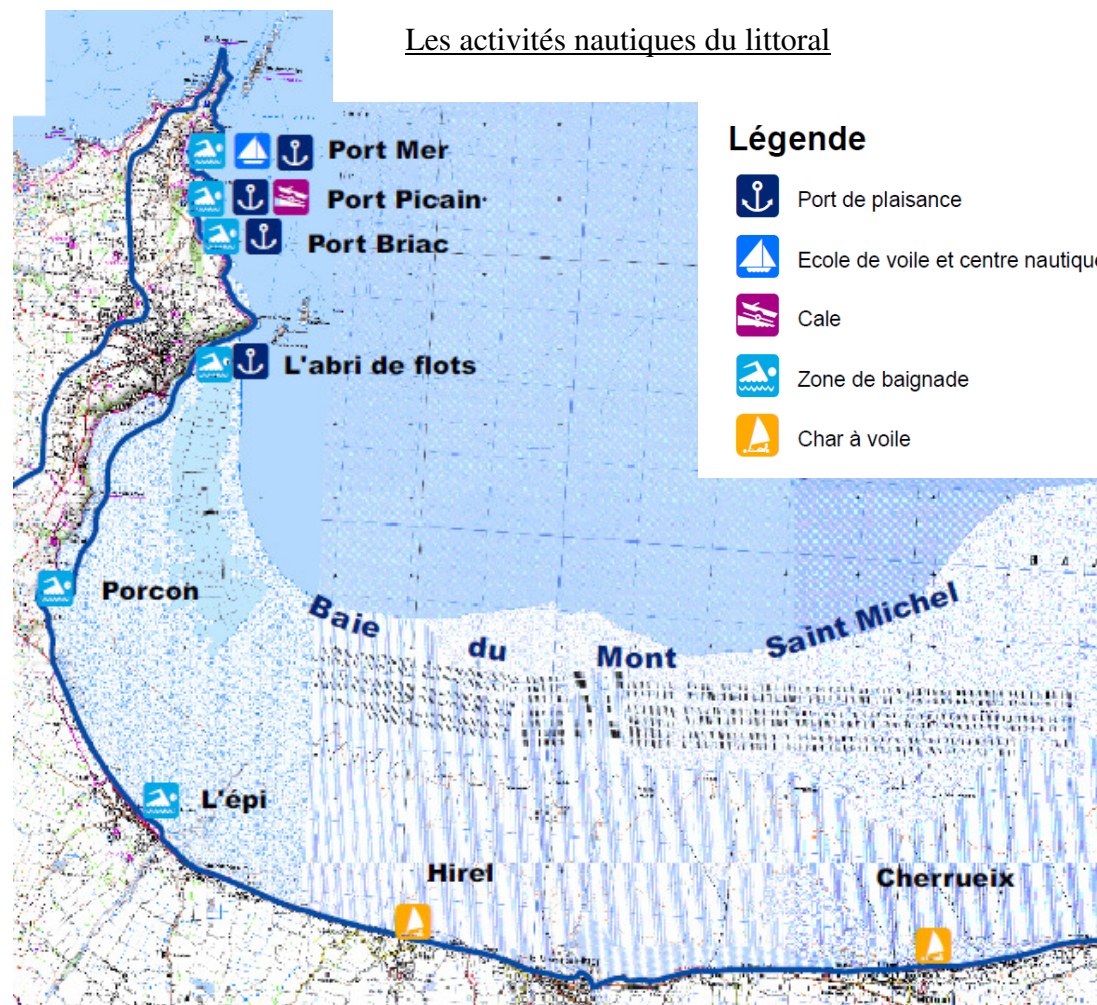 Les activités nautiques du littoral
Légende
Port de plaisance
Ecole de voile et centre nautique
Cale
Zone de baignade
Char à voile
Port Mer
Port Picain
Port Briac
L'abri de flots
Porcon
Baie du Mont Saint Michel
L'épi
Hirel
Cherrueix